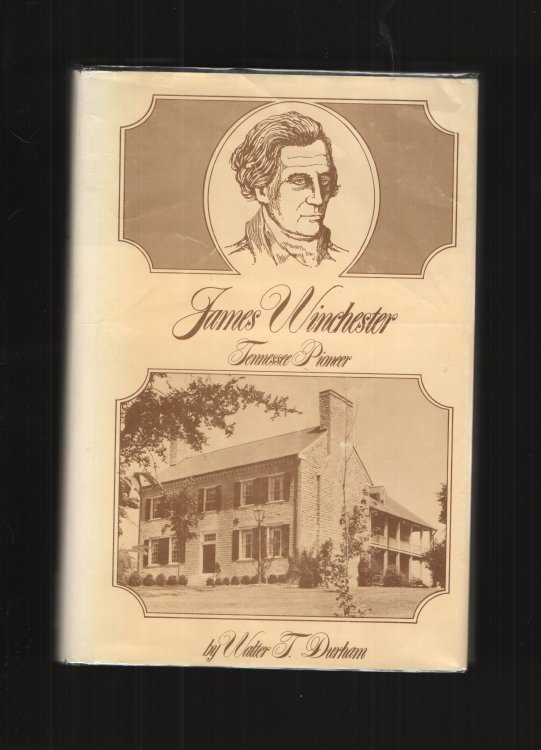 James Winchester
Tennessee Pioneer
by Walter T. Durham